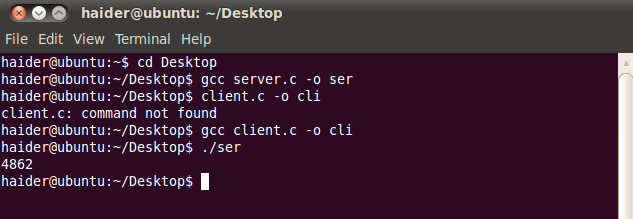 haider@ubuntu: ~/Desktop
File Edit View Terminal Help
haider@ubuntu:~$ cd Desktop
haider@ubuntu:~/Desktop$ gcc server.c -o ser
haider@ubuntu:~/Desktop$ client.c -o cli
client.c: command not found
haider@ubuntu:~/Desktop$ gcc client.c -o cli
haider@ubuntu:~/Desktop$ ./ser
4862
haider@ubuntu:~/Desktop$